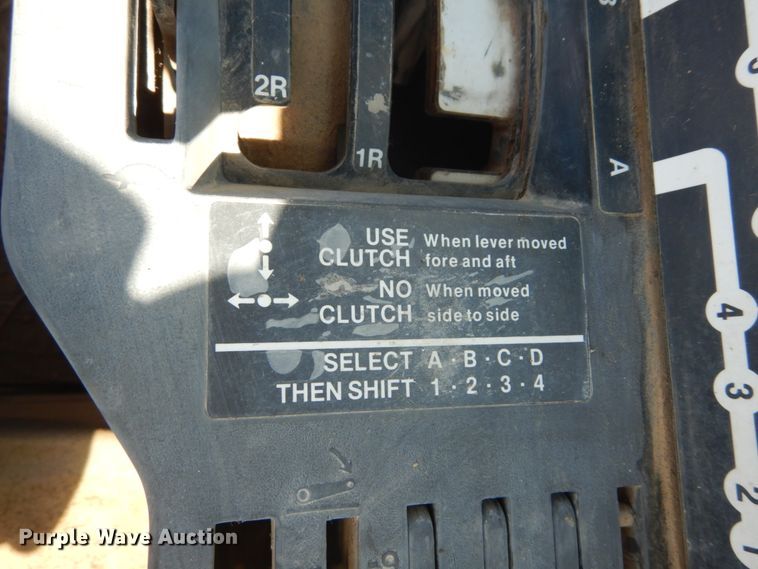 B
2R
1R
A
USE CLUTCH When lever moved fore and aft
NO CLUTCH When moved side to side
SELECT A · B · C · D
THEN SHIFT 1 · 2 · 3 · 4
4
3
2
1
Purple Wave Auction